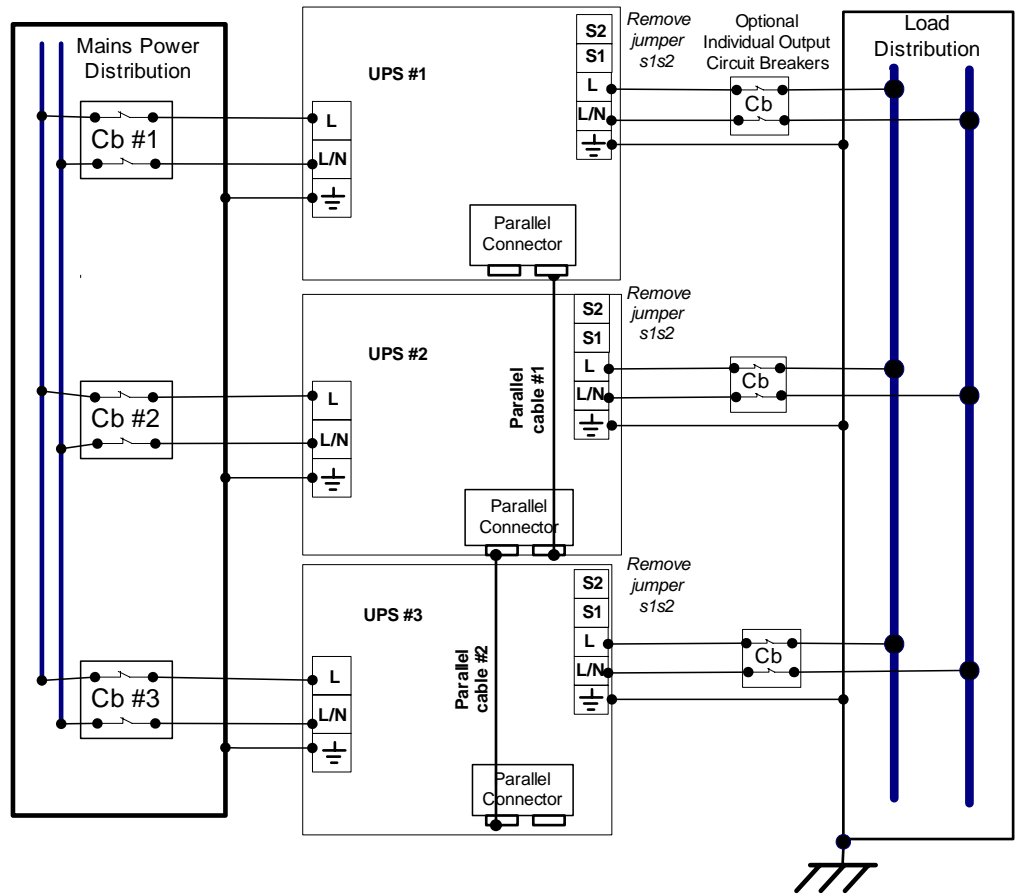 Mains Power
Distribution
Cb #1
Cb #2
Cb #3
UPS #1
L
L/N
S2
S1
L
L/N
Remove
jumper
s1s2
Parallel
Connector
UPS #2
L
L/N
S2
S1
L
L/N
Remove
jumper
s1s2
Parallel
cable #1
Parallel
Connector
UPS #3
L
L/N
S2
S1
L
L/N
Remove
jumper
s1s2
Parallel
cable #2
Parallel
Connector
Optional
Individual Output
Circuit Breakers
Cb
Cb
Cb
Load
Distribution